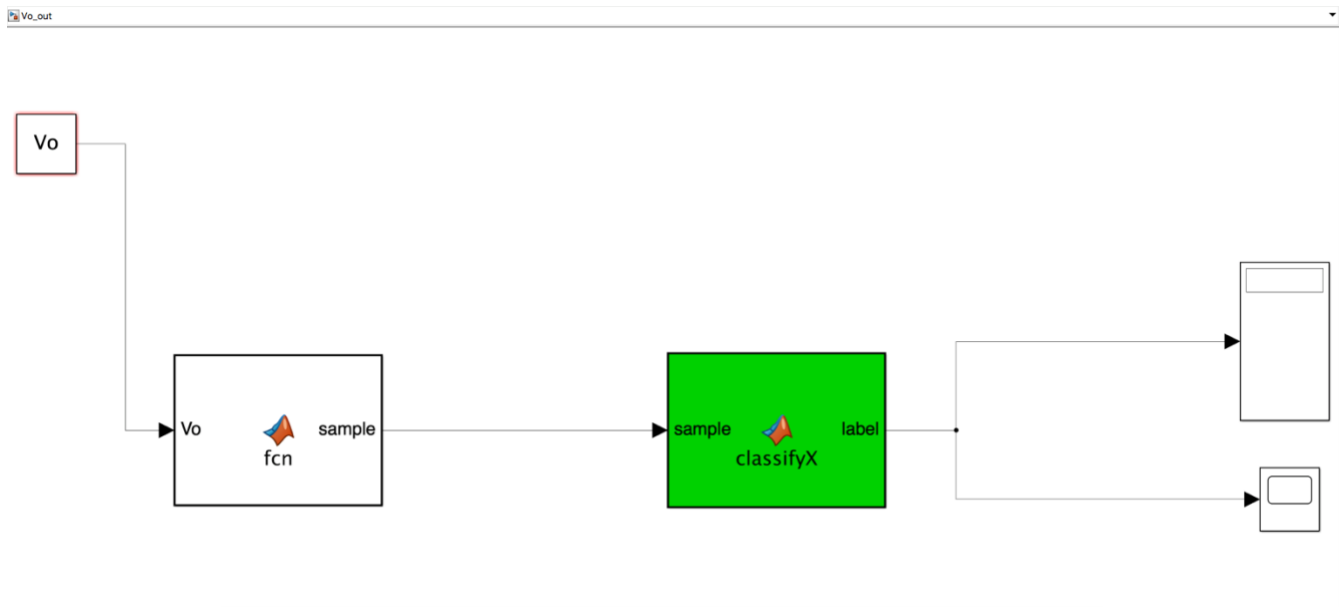 Vo_out
Vo
Vo
sample
fcn
sample
label
classifyX